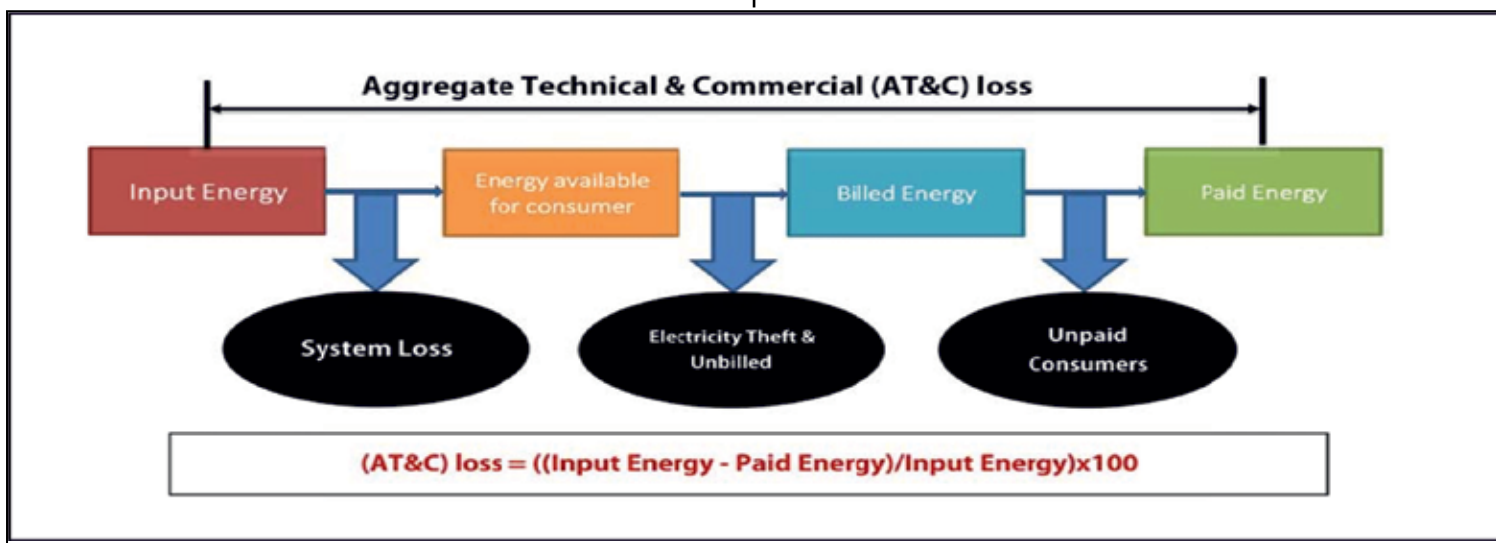 Aggregate Technical & Commercial (AT&C) loss
Input Energy
Energy available
for consumer
Billed Energy
Paid Energy
System Loss
Electricity Theft &
Unbilled
Unpaid
Consumers
(AT&C) loss = ((Input Energy - Paid Energy)/Input Energy)x100